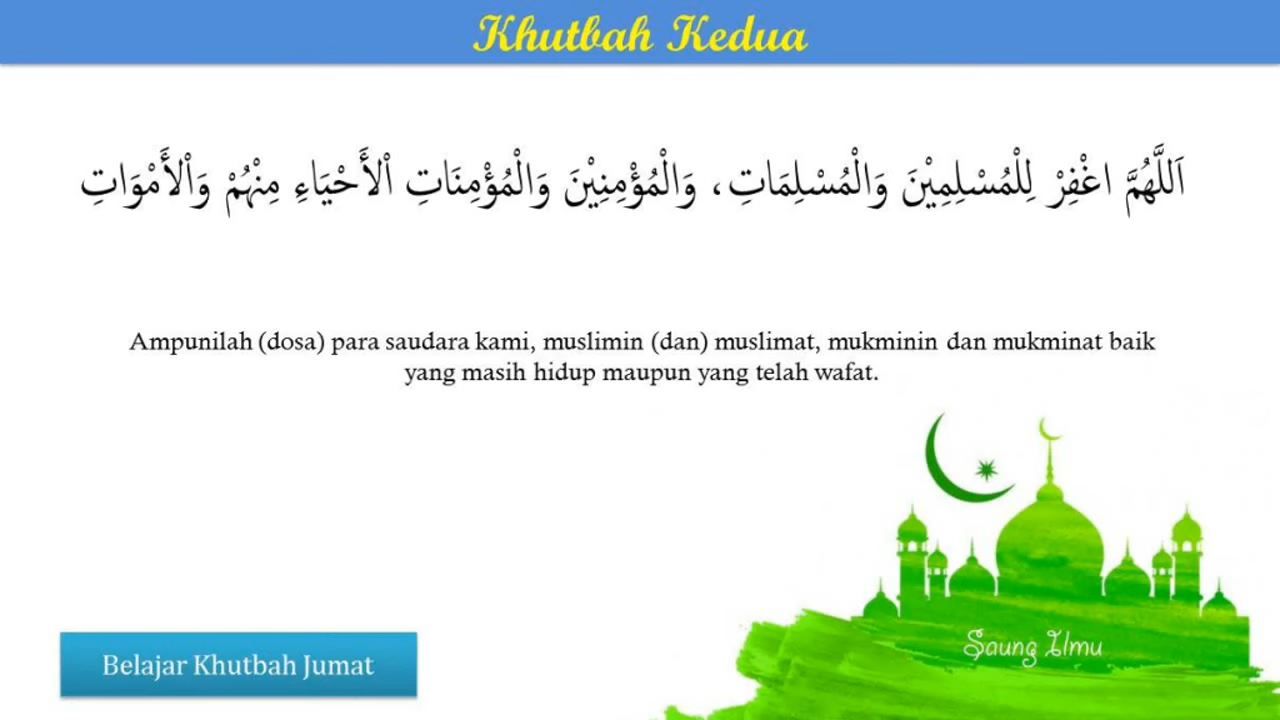 Khutbah Kedua
اَللَّهُمَّ اغْفِرْ لِلْمُسْلِمِيْنَ وَالْمُسْلِمَاتِ، وَالْمُؤْمِنِيْنَ وَالْمُؤْمِنَاتِ اْلأَحْيَاءِ مِنْهُمْ وَاْلأَمْوَاتِ
Ampunilah (dosa) para saudara kami, muslimin (dan) muslimat, mukminin dan mukminat baik
yang masih hidup maupun yang telah wafat.
Saung Ilmu
Belajar Khutbah Jumat